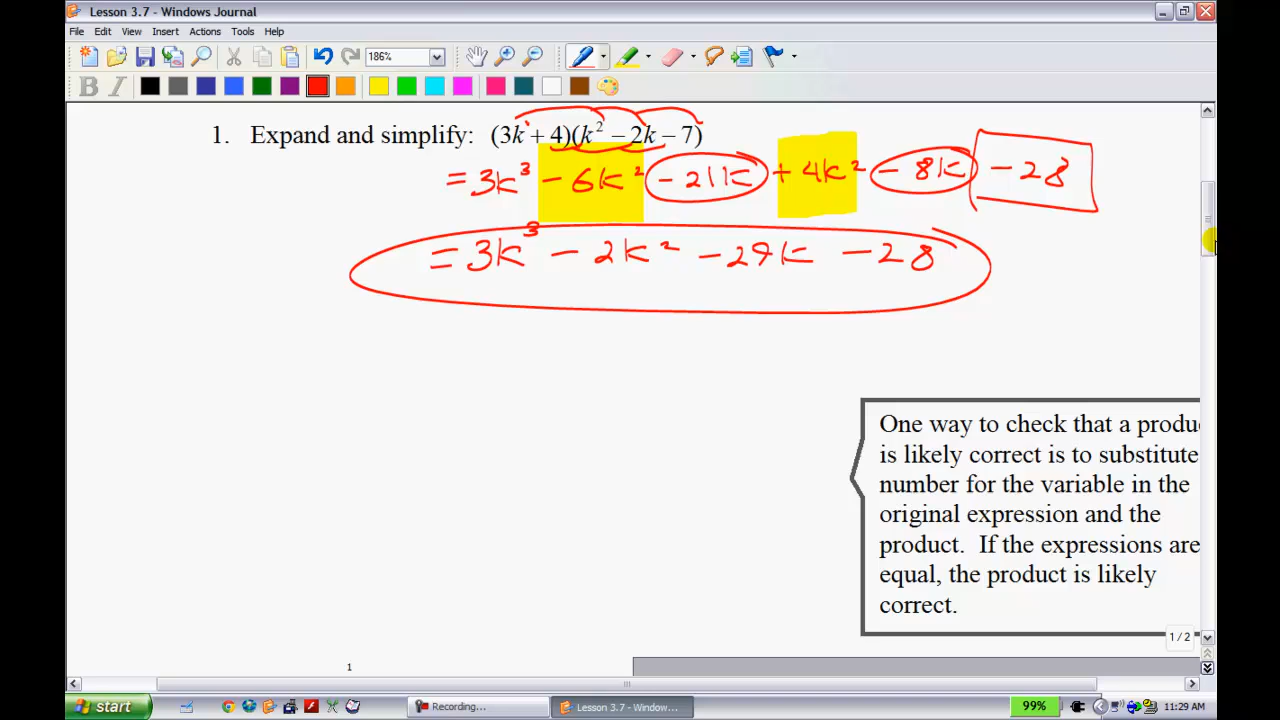 Lesson 3.7 - Windows Journal
File Edit View Insert Actions Tools Help
186%
B I
1. Expand and simplify: (3k + 4)(k² − 2k − 7)
= 3k³ − 6k² − 21k + 4k² − 8k − 28
= 3k³ − 2k² − 29k − 28
One way to check that a produ
is likely correct is to substitute
number for the variable in the
original expression and the
product. If the expressions are
equal, the product is likely
correct.
1 / 2
1
start
Recording...
Lesson 3.7 - Window...
99%
11:29 AM